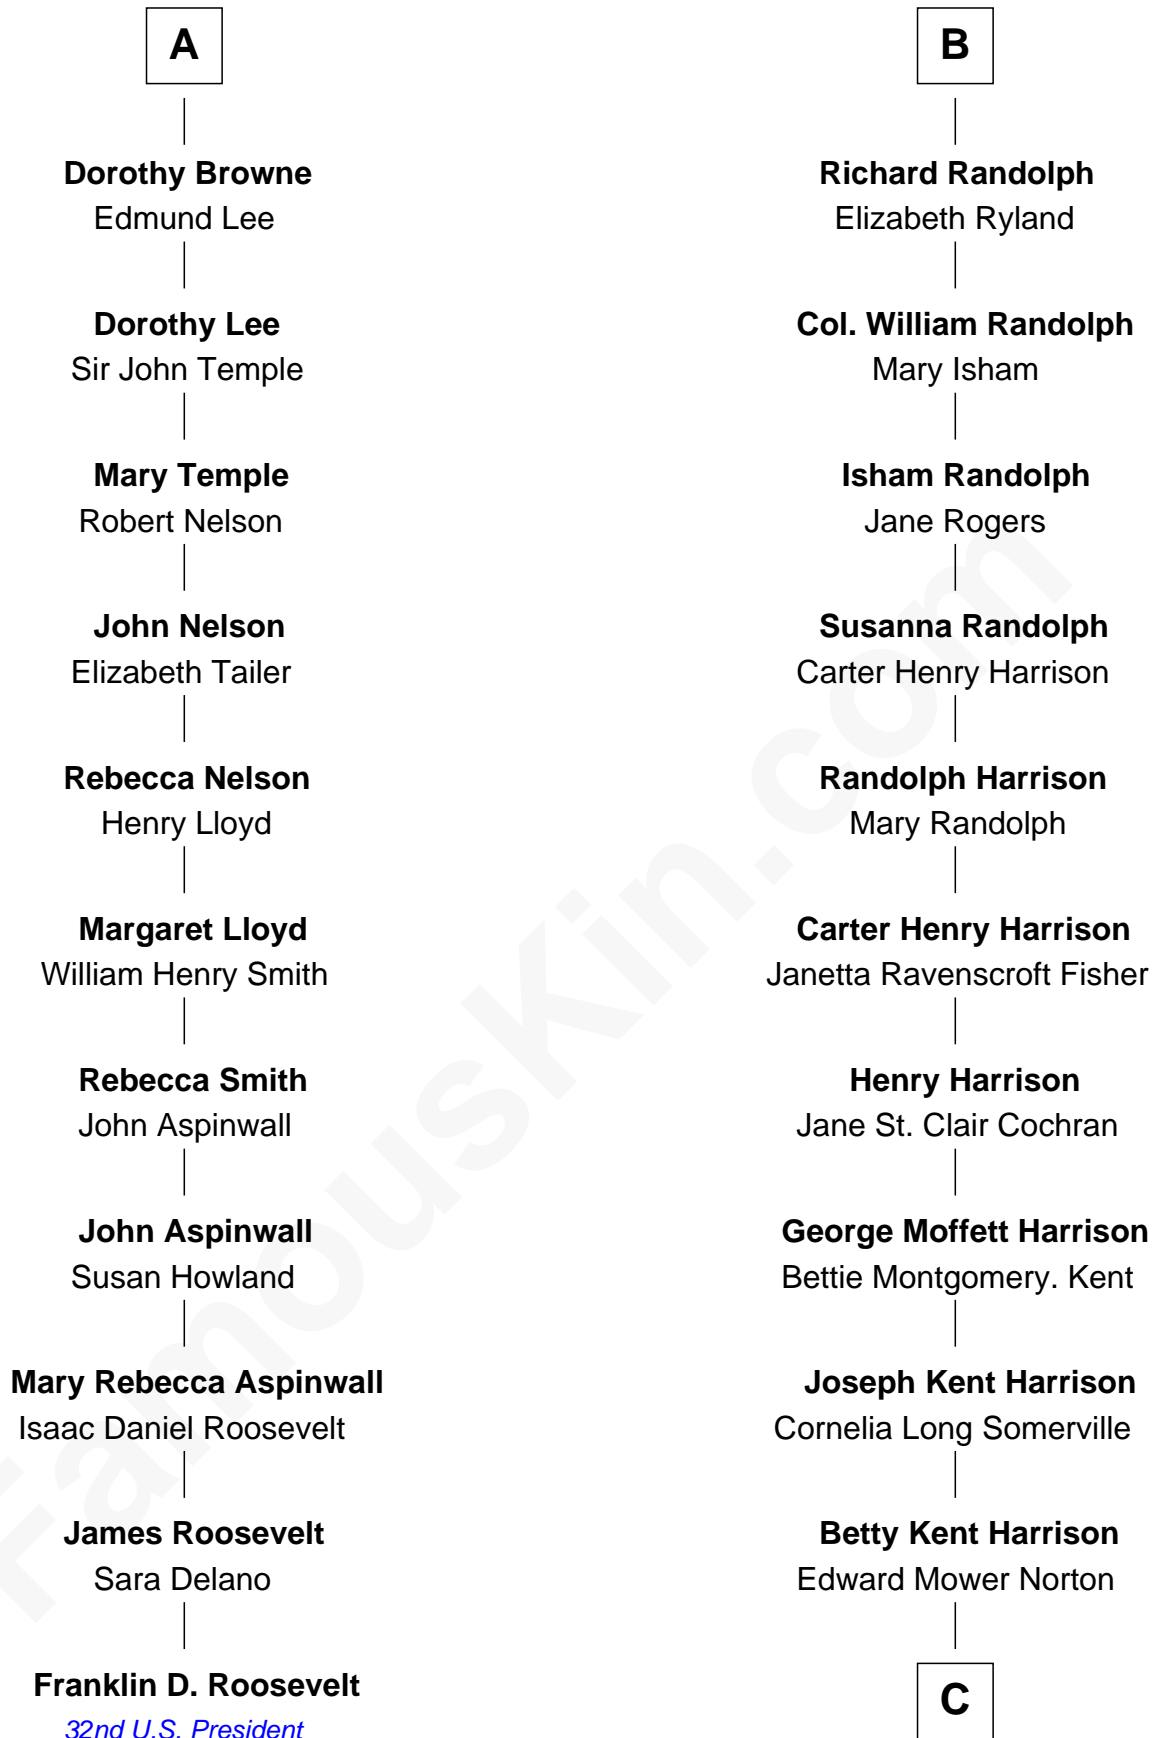 A
Dorothy Browne
Edmund Lee
Dorothy Lee
Sir John Temple
Mary Temple
Robert Nelson
John Nelson
Elizabeth Tailer
Rebecca Nelson
Henry Lloyd
Margaret Lloyd
William Henry Smith
Rebecca Smith
John Aspinwall
John Aspinwall
Susan Howland
Mary Rebecca Aspinwall
Isaac Daniel Roosevelt
James Roosevelt
Sara Delano
Franklin D. Roosevelt
32nd U.S. President
B
Richard Randolph
Elizabeth Ryland
Col. William Randolph
Mary Isham
Isham Randolph
Jane Rogers
Susanna Randolph
Carter Henry Harrison
Randolph Harrison
Mary Randolph
Carter Henry Harrison
Janetta Ravenscroft Fisher
Henry Harrison
Jane St. Clair Cochran
George Moffett Harrison
Bettie Montgomery. Kent
Joseph Kent Harrison
Cornelia Long Somerville
Betty Kent Harrison
Edward Mower Norton
C
FamousKin.com